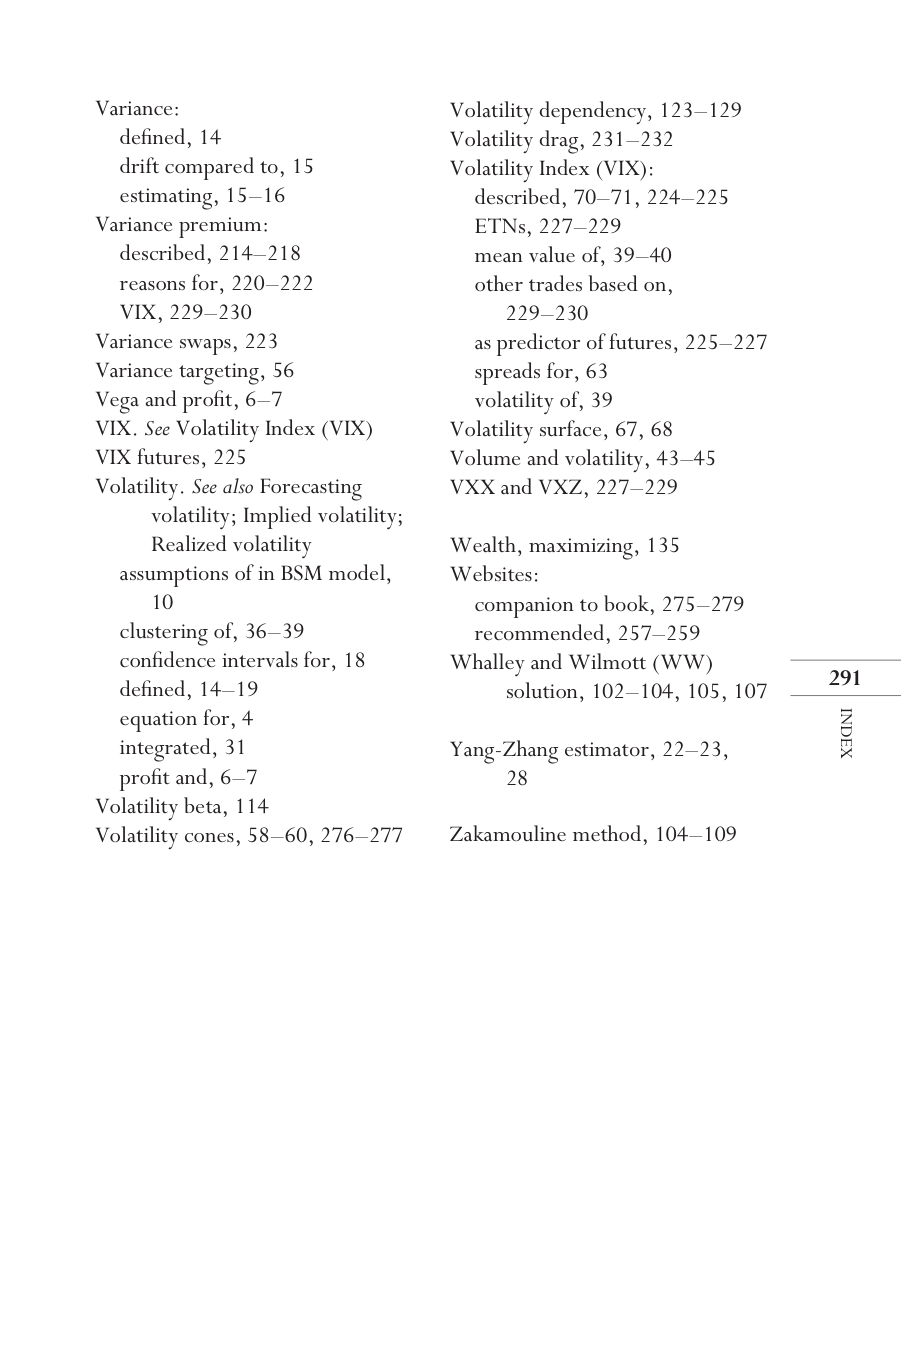 Variance:
defined, 14
drift compared to, 15
estimating, 15–16
Variance premium:
described, 214–218
reasons for, 220–222
VIX, 229–230
Variance swaps, 223
Variance targeting, 56
Vega and profit, 6–7
VIX. See Volatility Index (VIX)
VIX futures, 225
Volatility. See also Forecasting
volatility; Implied volatility;
Realized volatility
assumptions of in BSM model,
10
clustering of, 36–39
confidence intervals for, 18
defined, 14–19
equation for, 4
integrated, 31
profit and, 6–7
Volatility beta, 114
Volatility cones, 58–60, 276–277
Volatility dependency, 123–129
Volatility drag, 231–232
Volatility Index (VIX):
described, 70–71, 224–225
ETNs, 227–229
mean value of, 39–40
other trades based on,
229–230
as predictor of futures, 225–227
spreads for, 63
volatility of, 39
Volatility surface, 67, 68
Volume and volatility, 43–45
VXX and VXZ, 227–229
Wealth, maximizing, 135
Websites:
companion to book, 275–279
recommended, 257–259
Whalley and Wilmott (WW)
solution, 102–104, 105, 107
Yang-Zhang estimator, 22–23,
28
Zakamouline method, 104–109
291
INDEX